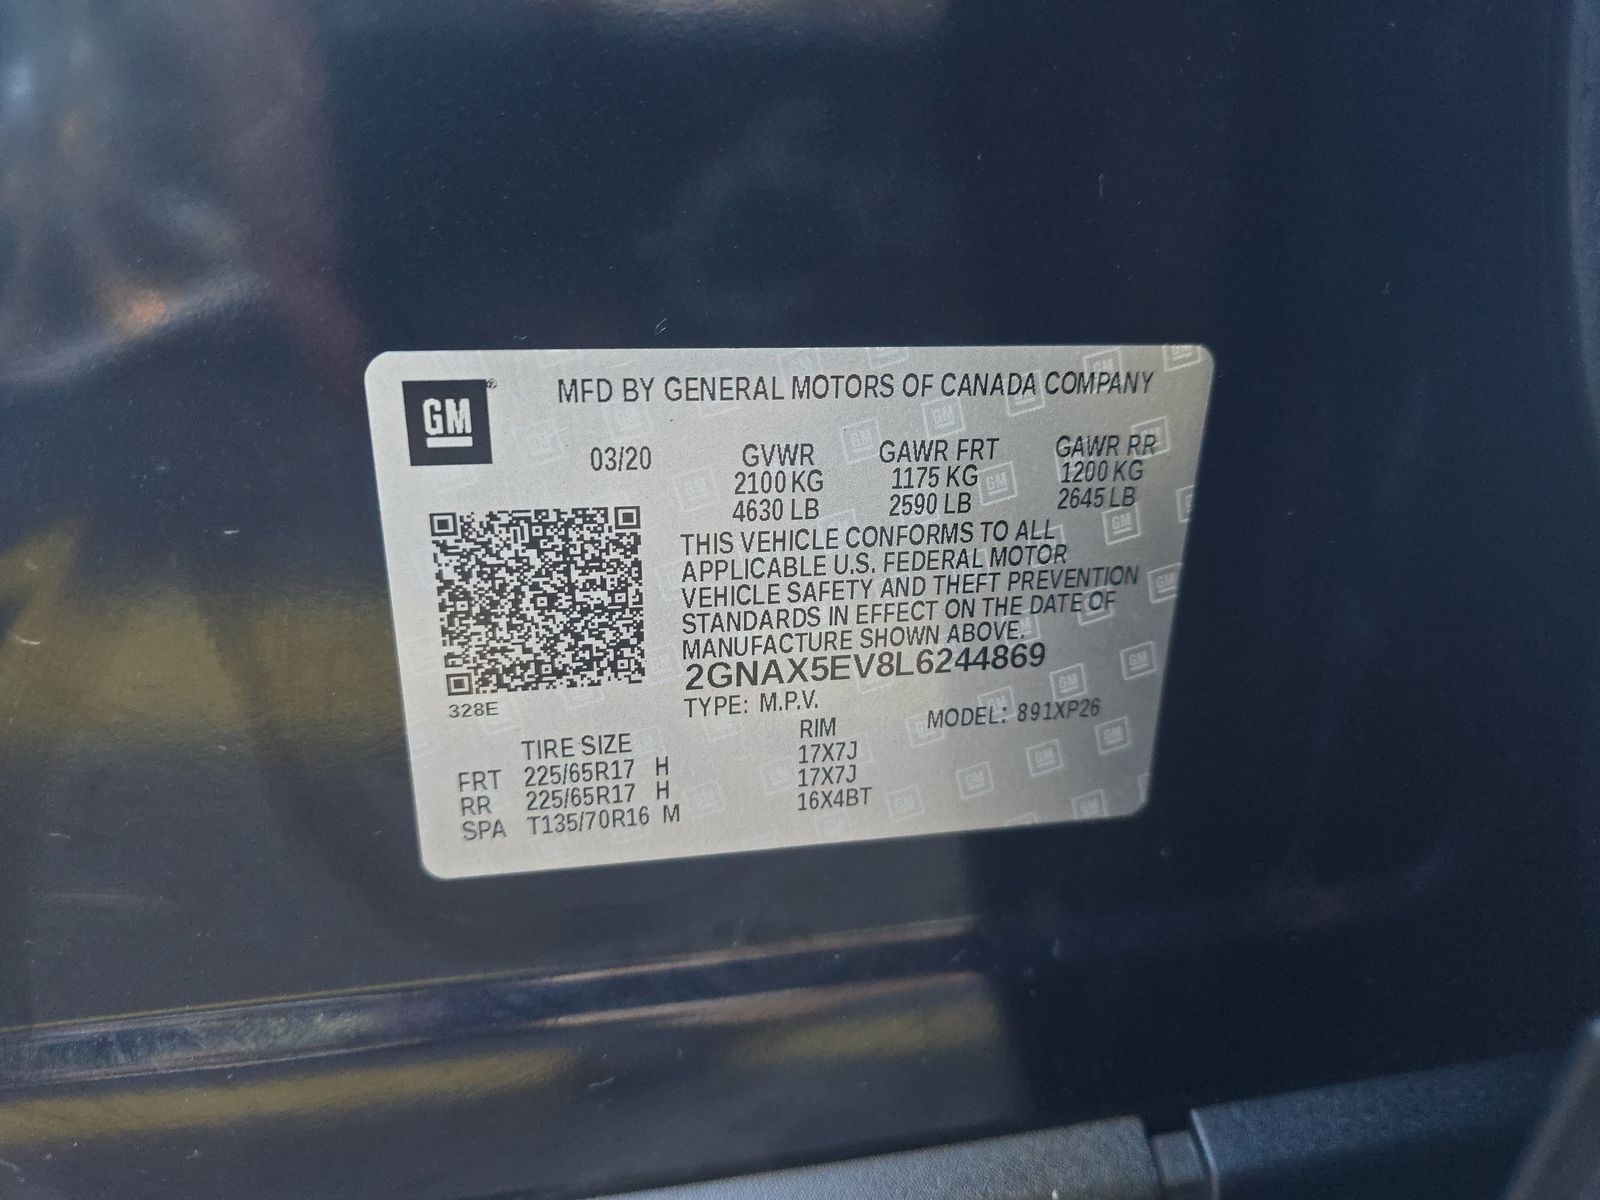 GM®
MFD BY GENERAL MOTORS OF CANADA COMPANY
03/20 GVWR GAWR FRT GAWR RR
2100 KG 1175 KG 1200 KG
4630 LB 2590 LB 2645 LB
THIS VEHICLE CONFORMS TO ALL
APPLICABLE U.S. FEDERAL MOTOR
VEHICLE SAFETY AND THEFT PREVENTION
STANDARDS IN EFFECT ON THE DATE OF
MANUFACTURE SHOWN ABOVE.
2GNAX5EV8L6244869
328E
TYPE: M.P.V. MODEL: 891XP26
TIRE SIZE RIM
FRT 225/65R17 H 17X7J
RR 225/65R17 H 17X7J
SPA T135/70R16 M 16X4BT